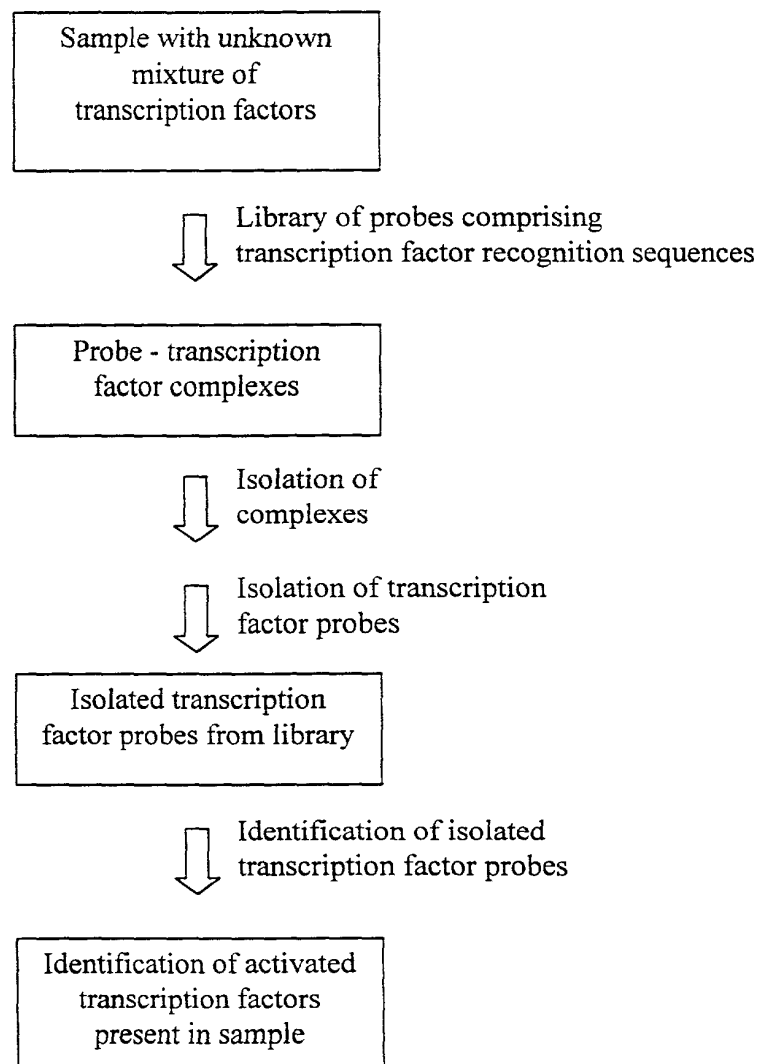 Sample with unknown
mixture of
transcription factors
Library of probes comprising
transcription factor recognition sequences
Probe - transcription
factor complexes
Isolation of
complexes
Isolation of transcription
factor probes
Isolated transcription
factor probes from library
Identification of isolated
transcription factor probes
Identification of activated
transcription factors
present in sample